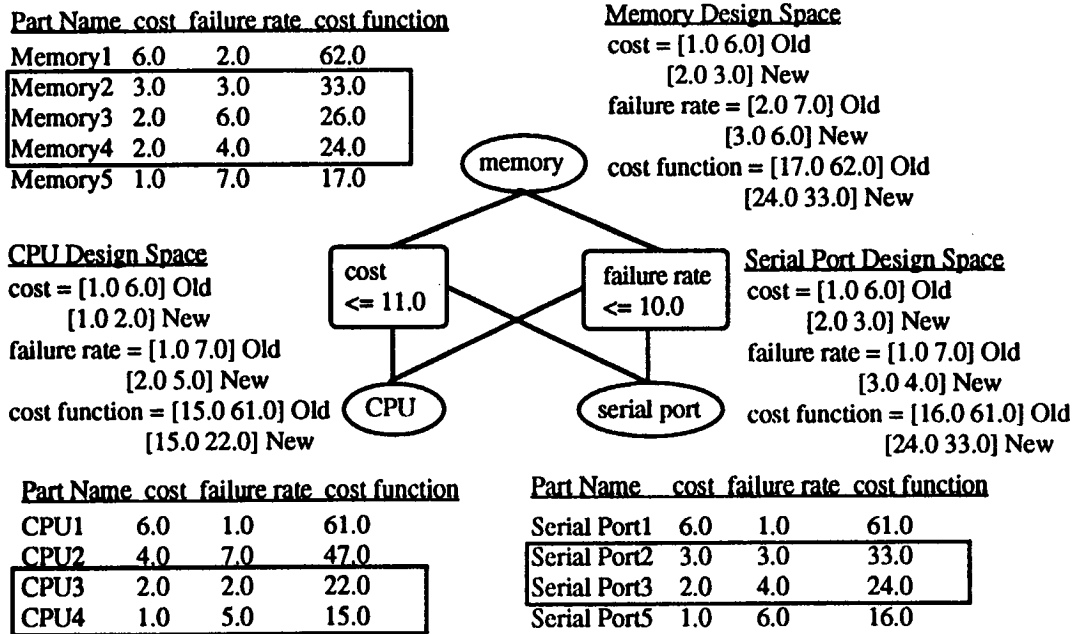 Part Name cost failure rate cost function
Memory1 6.0 2.0 62.0
Memory2 3.0 3.0 33.0
Memory3 2.0 6.0 26.0
Memory4 2.0 4.0 24.0
Memory5 1.0 7.0 17.0
Memory Design Space
cost = [1.0 6.0] Old
[2.0 3.0] New
failure rate = [2.0 7.0] Old
[3.0 6.0] New
cost function = [17.0 62.0] Old
[24.0 33.0] New
memory
CPU Design Space
cost = [1.0 6.0] Old
[1.0 2.0] New
failure rate = [1.0 7.0] Old
[2.0 5.0] New
cost function = [15.0 61.0] Old
[15.0 22.0] New
cost
<= 11.0
failure rate
<= 10.0
Serial Port Design Space
cost = [1.0 6.0] Old
[2.0 3.0] New
failure rate = [1.0 7.0] Old
[3.0 4.0] New
cost function = [16.0 61.0] Old
[24.0 33.0] New
CPU
serial port
Part Name cost failure rate cost function
CPU1 6.0 1.0 61.0
CPU2 4.0 7.0 47.0
CPU3 2.0 2.0 22.0
CPU4 1.0 5.0 15.0
Part Name cost failure rate cost function
Serial Port1 6.0 1.0 61.0
Serial Port2 3.0 3.0 33.0
Serial Port3 2.0 4.0 24.0
Serial Port5 1.0 6.0 16.0